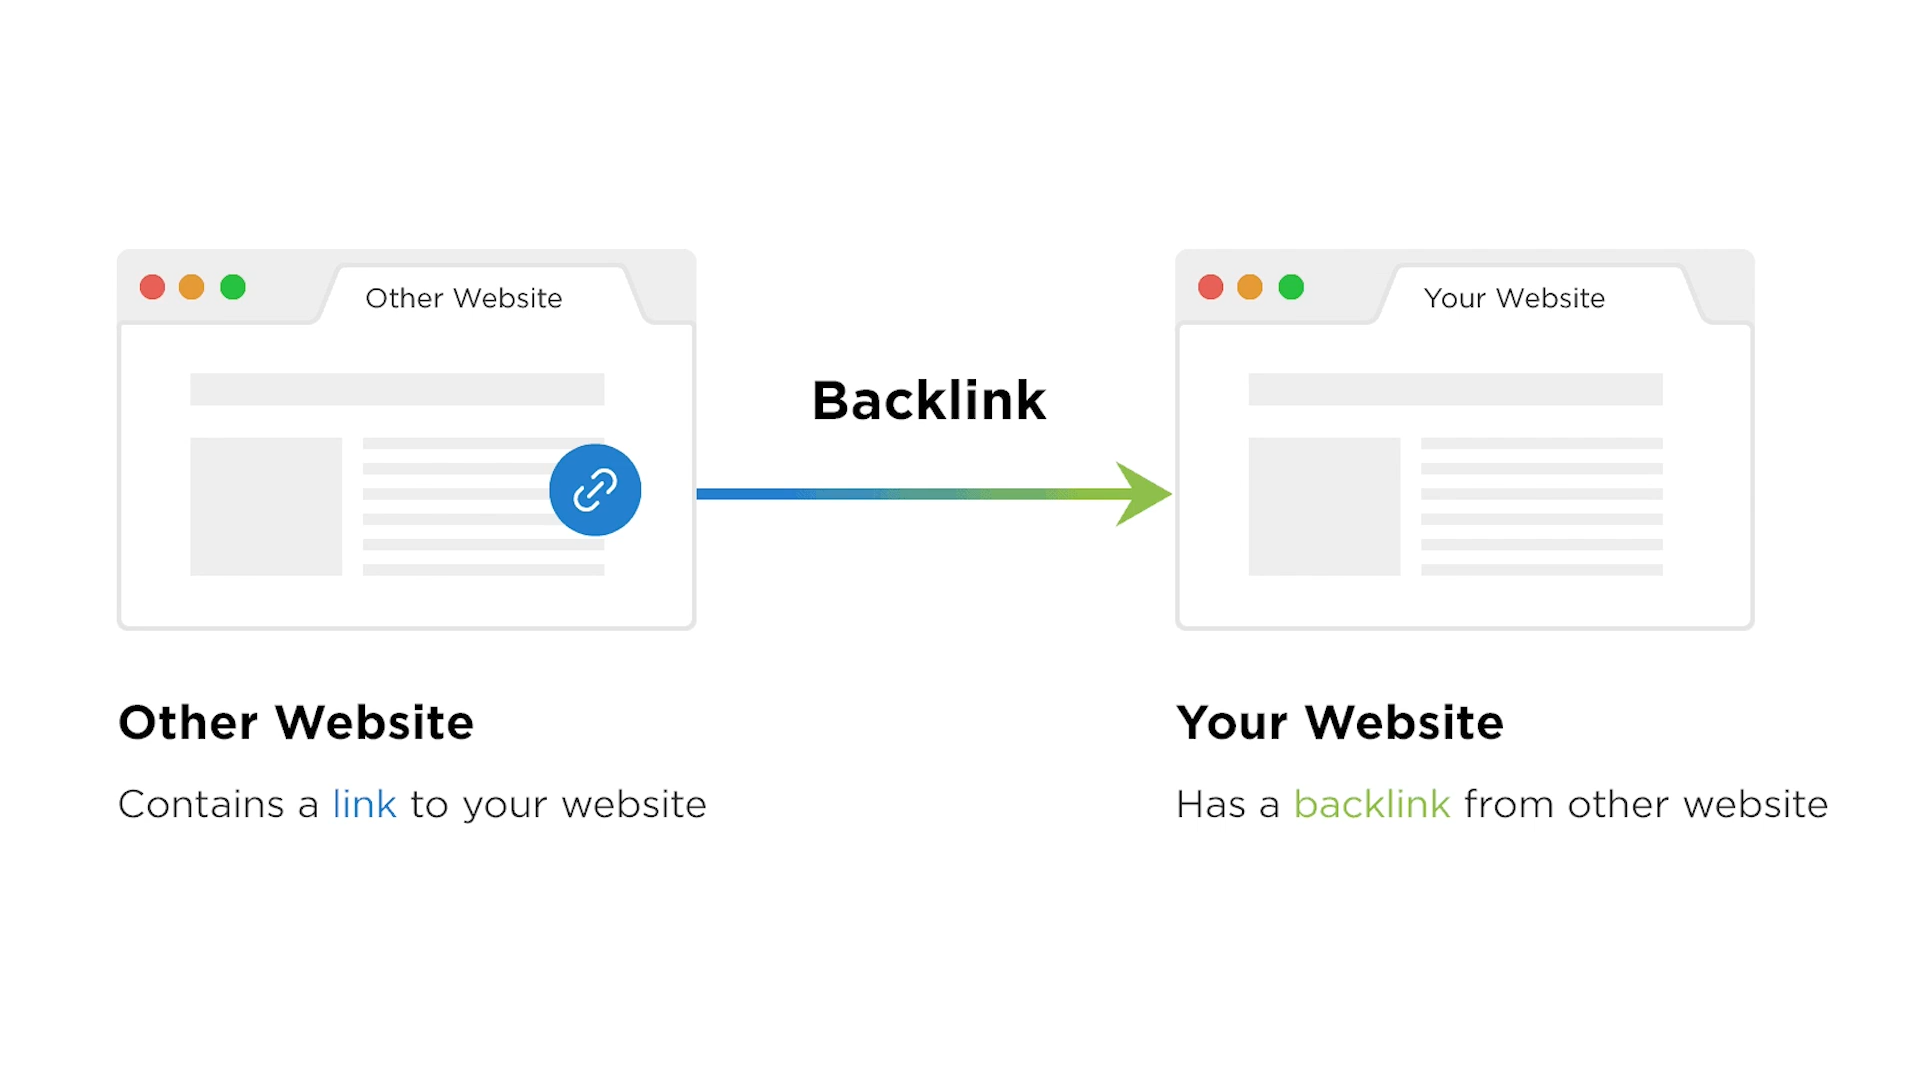 Other Website
Your Website
Backlink
Other Website
Your Website
Contains a link to your website
Has a backlink from other website